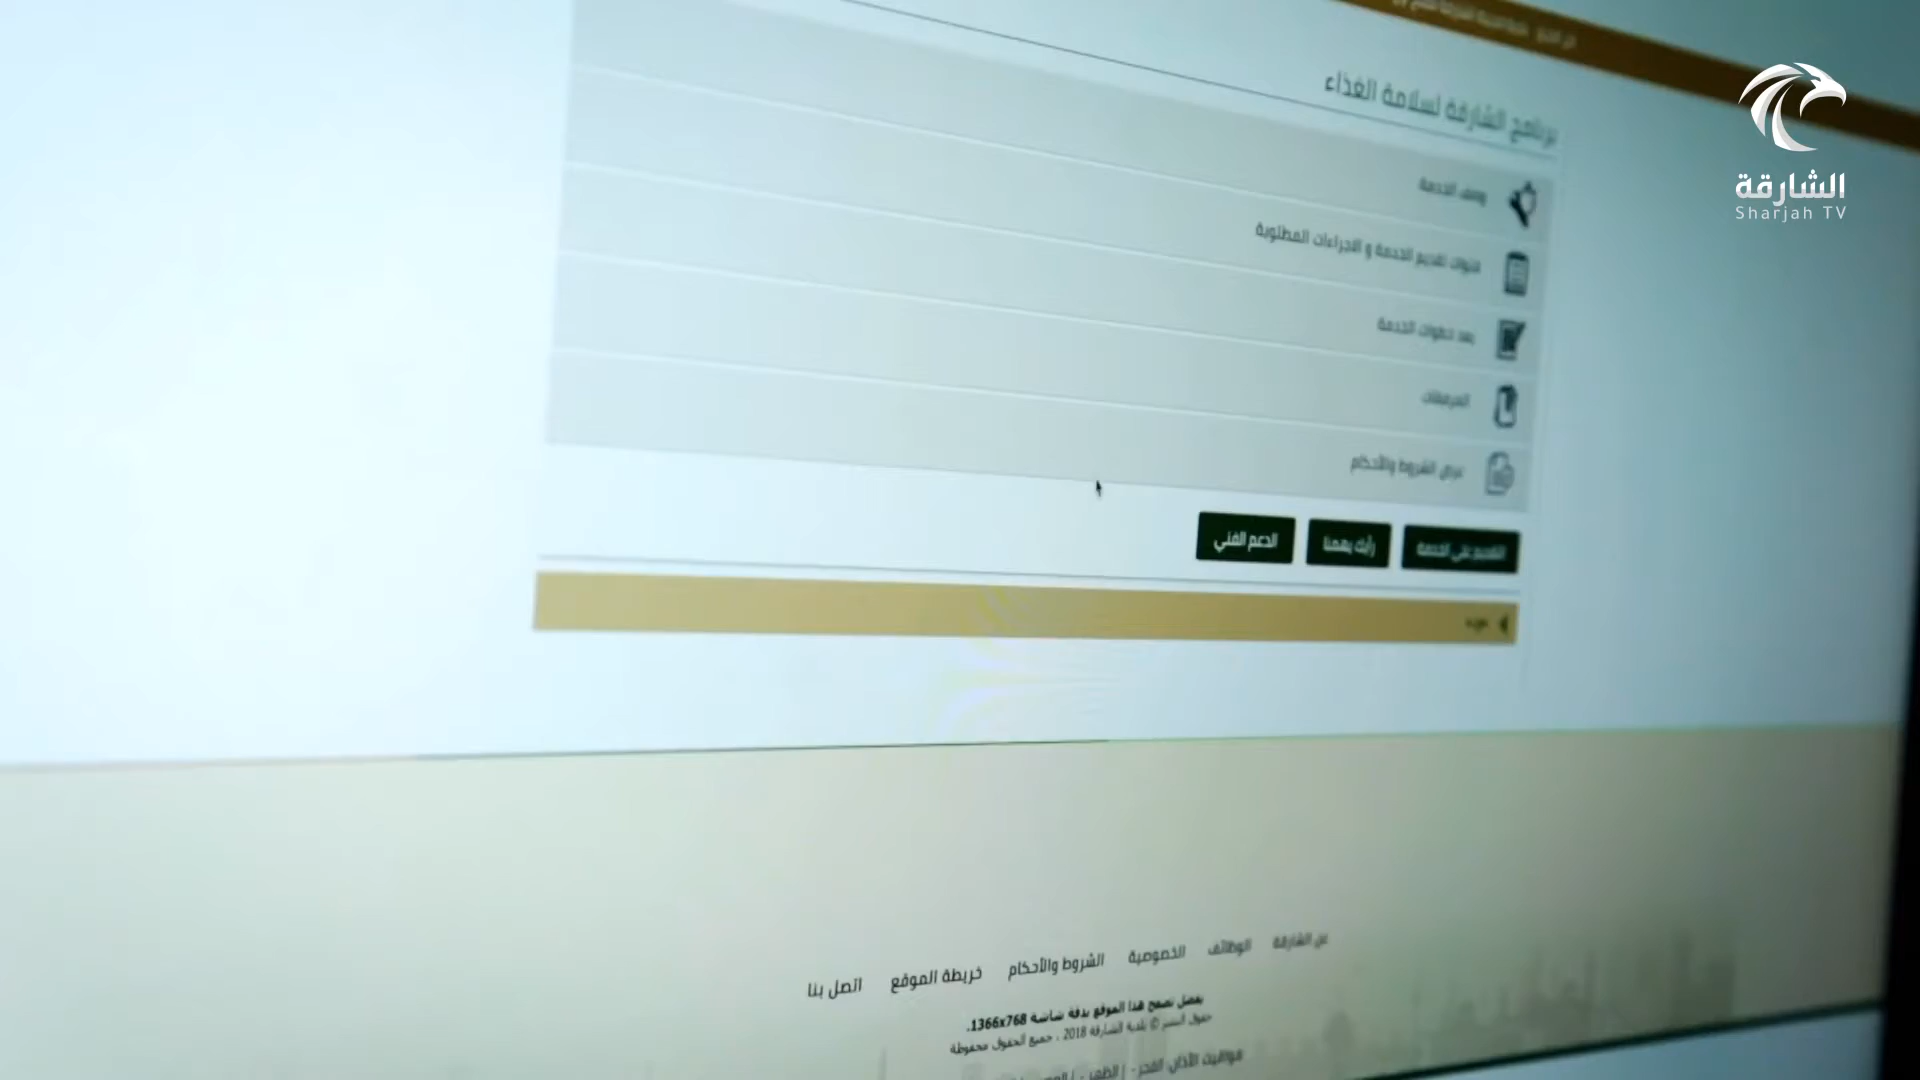 برنامج الشارقة لسلامة الغذاء
الشارقة
Sharjah TV
وصف الخدمة
قنوات تقديم الخدمة و الاجراءات المطلوبة
بعد خطوات الخدمة
المرفقات
عرض الشروط والأحكام
التقديم على الخدمة
رأيك يهمنا
الدعم الفني
عن الشارقة الوظائف الخصوصية الشروط والأحكام خريطة الموقع اتصل بنا
يفضل تصفح هذا الموقع بدقة شاشة 1366x768.
حقوق النشر © بلدية الشارقة 2018 ، جميع الحقوق محفوظة
مواقيت الأذان: الفجر - | الظهر - |